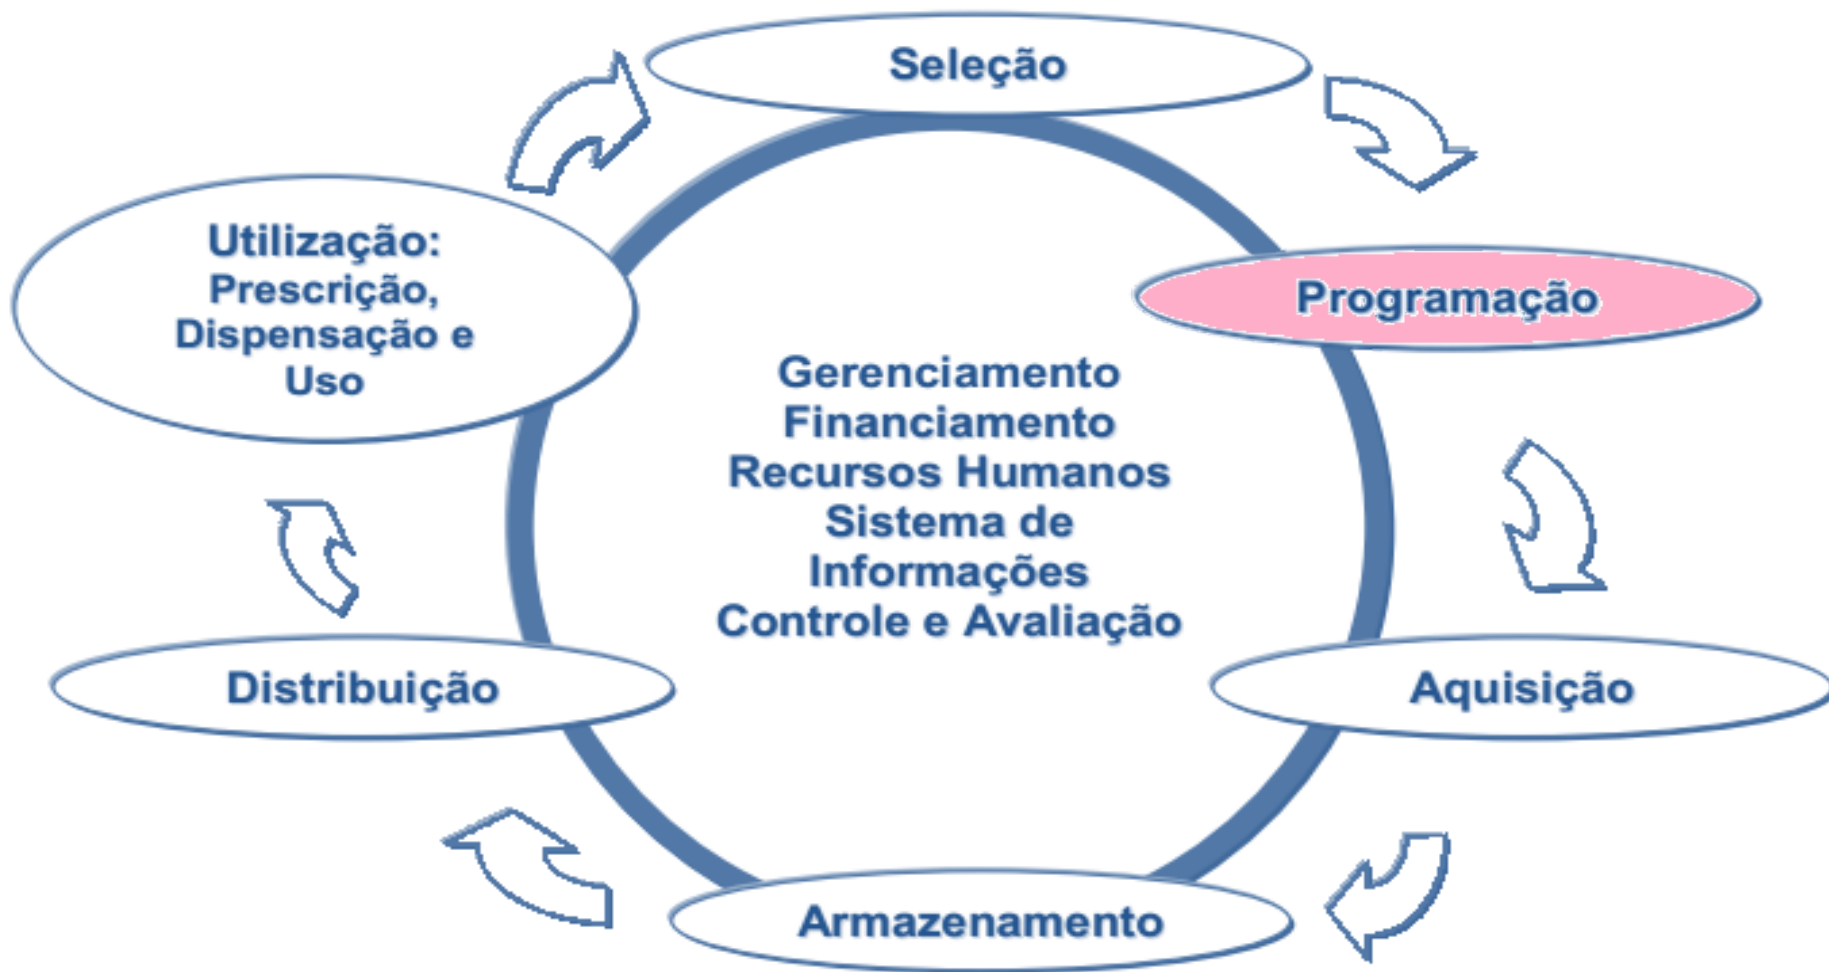 Seleção
Programação
Utilização:
Prescrição,
Dispensação e
Uso
Gerenciamento
Financiamento
Recursos Humanos
Sistema de
Informações
Controle e Avaliação
Distribuição
Aquisição
Armazenamento